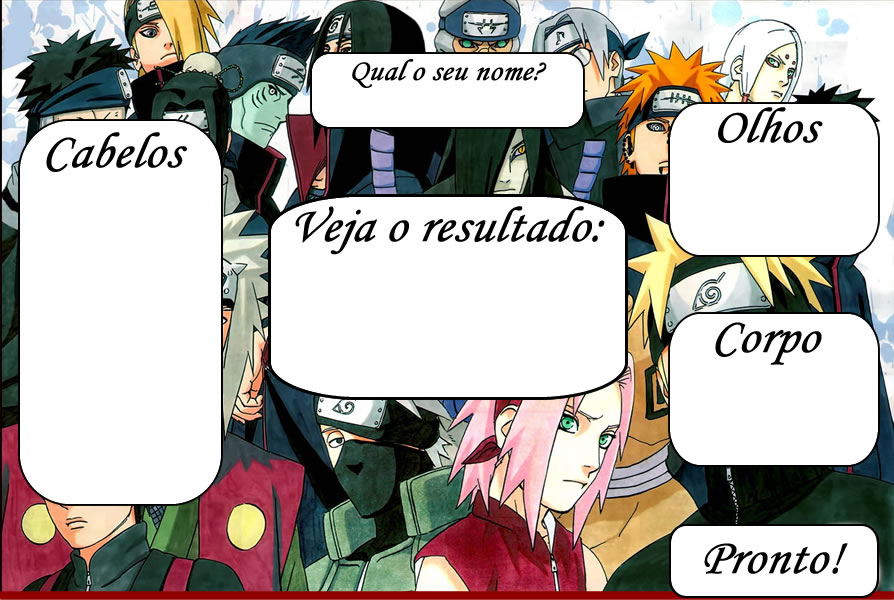 Qual o seu nome?
Cabelos
Olhos
Veja o resultado:
Corpo
Pronto!